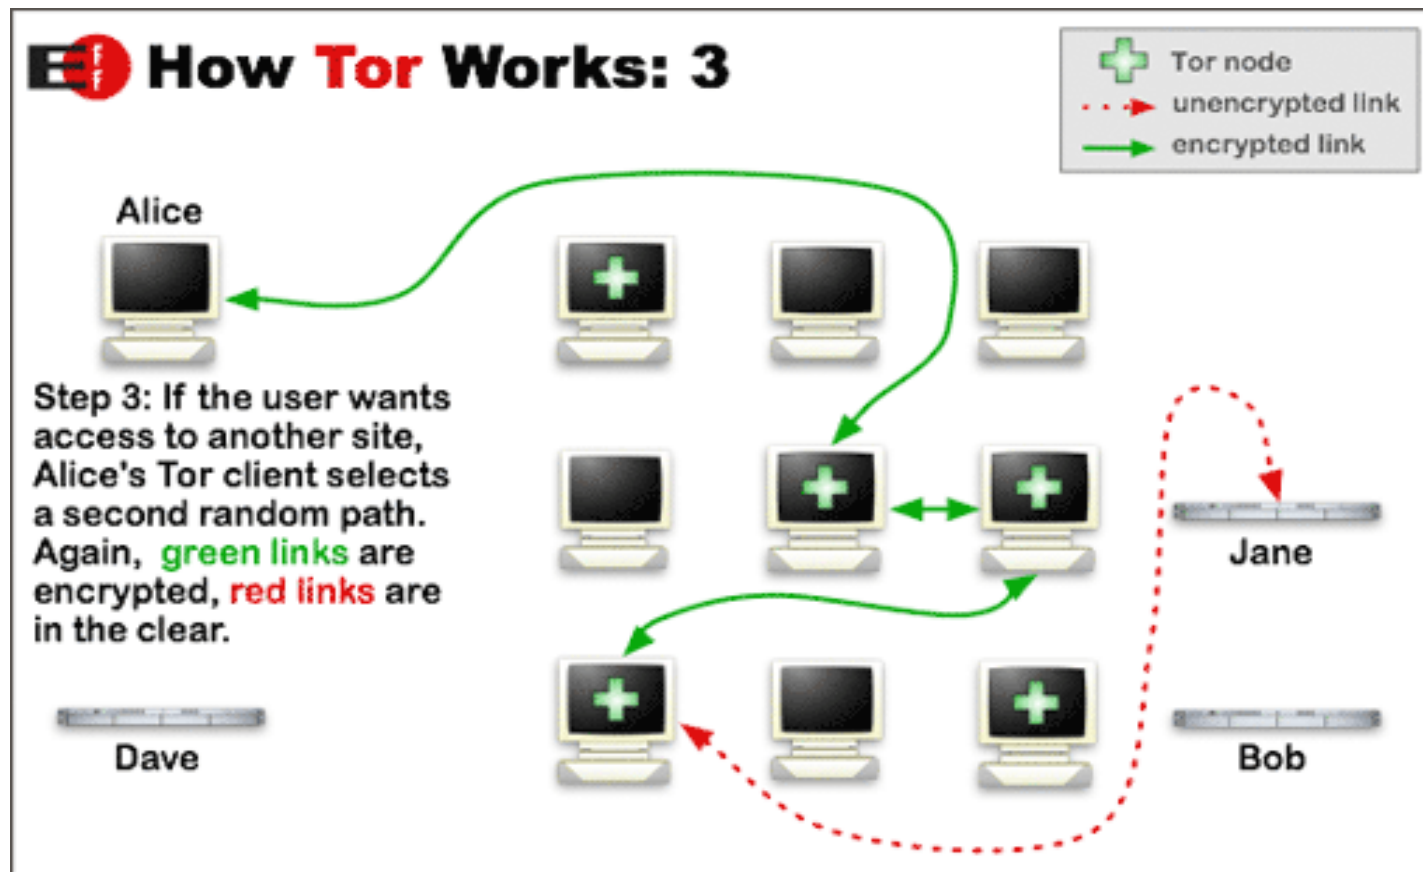 EFF How Tor Works: 3
Tor node
unencrypted link
encrypted link
Alice
Step 3: If the user wants
access to another site,
Alice's Tor client selects
a second random path.
Again, green links are
encrypted, red links are
in the clear.
Jane
Dave
Bob